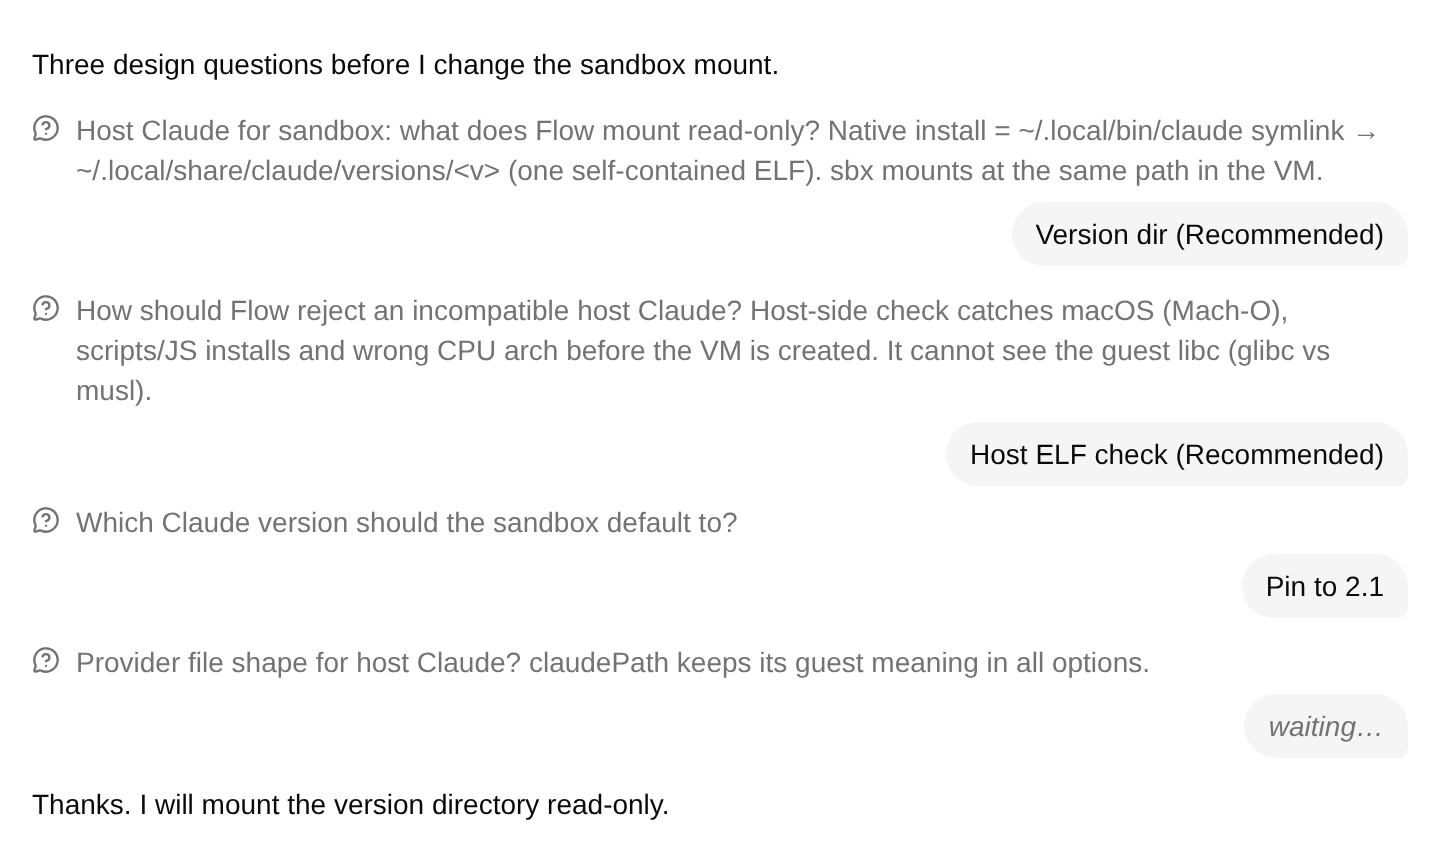 Three design questions before I change the sandbox mount.
Host Claude for sandbox: what does Flow mount read-only? Native install = ~/.local/bin/claude symlink →
~/.local/share/claude/versions/<v> (one self-contained ELF). sbx mounts at the same path in the VM.
Version dir (Recommended)
How should Flow reject an incompatible host Claude? Host-side check catches macOS (Mach-O),
scripts/JS installs and wrong CPU arch before the VM is created. It cannot see the guest libc (glibc vs
musl).
Host ELF check (Recommended)
Which Claude version should the sandbox default to?
Pin to 2.1
Provider file shape for host Claude? claudePath keeps its guest meaning in all options.
waiting…
Thanks. I will mount the version directory read-only.